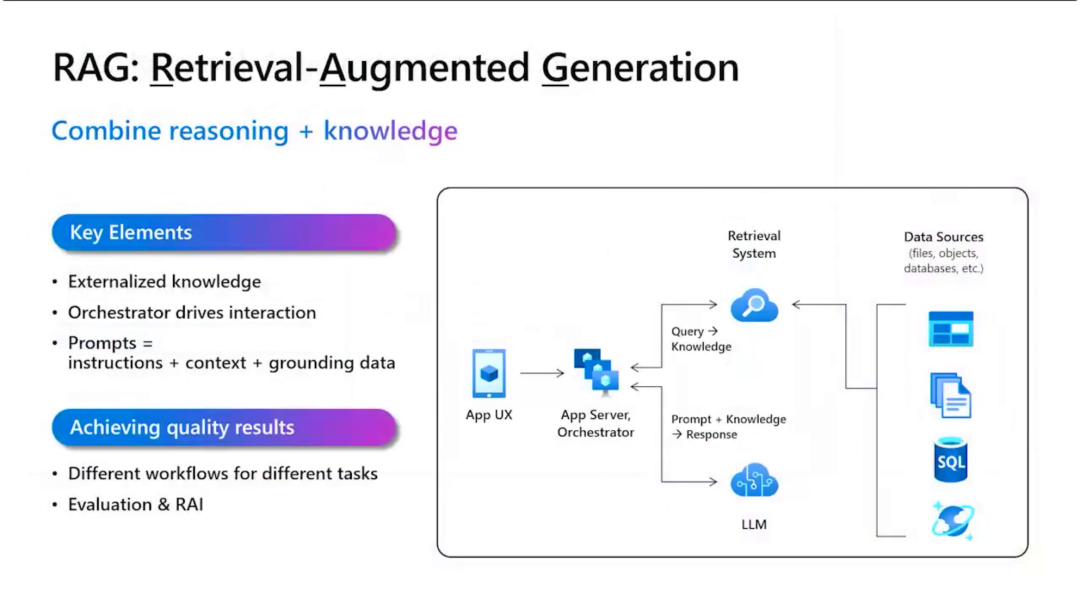 RAG: Retrieval-Augmented Generation
Combine reasoning + knowledge
Key Elements
• Externalized knowledge
• Orchestrator drives interaction
• Prompts =
instructions + context + grounding data
Achieving quality results
• Different workflows for different tasks
• Evaluation & RAI
App UX
App Server,
Orchestrator
Query →
Knowledge
Prompt + Knowledge
→ Response
Retrieval
System
LLM
Data Sources
(files, objects,
databases, etc.)
SQL